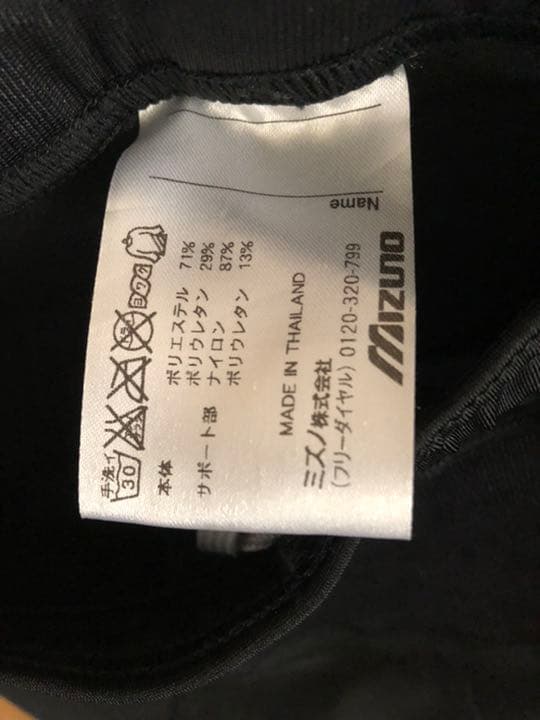 手洗イ
30
ヨワク
本体 ポリエステル 71%
ポリウレタン 29%
サポート部 ナイロン 87%
ポリウレタン 13%
MADE IN THAILAND
ミズノ株式会社
(フリーダイヤル) 0120-320-799
MIZUNO
Name